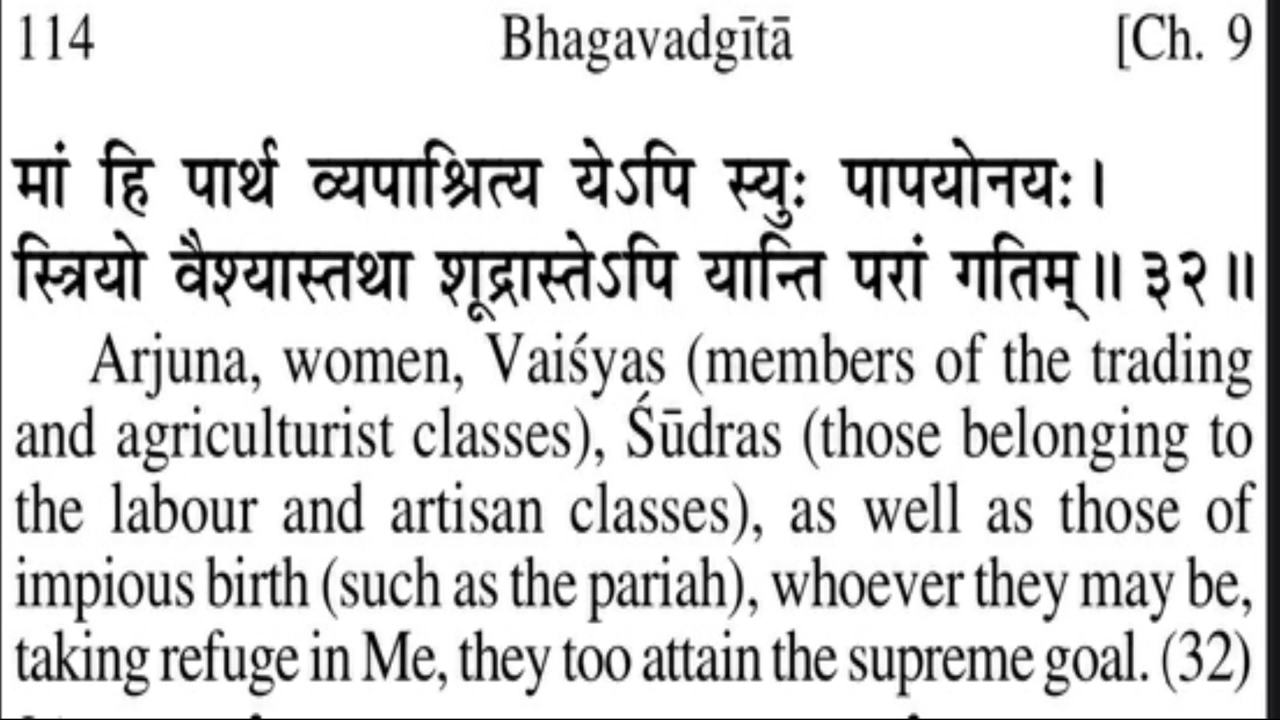 114 Bhagavadgītā [Ch. 9
मां हि पार्थ व्यपाश्रित्य येऽपि स्युः पापयोनयः।
स्त्रियो वैश्यास्तथा शूद्रास्तेऽपि यान्ति परां गतिम्॥ ३२॥
Arjuna, women, Vaiśyas (members of the trading
and agriculturist classes), Śūdras (those belonging to
the labour and artisan classes), as well as those of
impious birth (such as the pariah), whoever they may be,
taking refuge in Me, they too attain the supreme goal. (32)